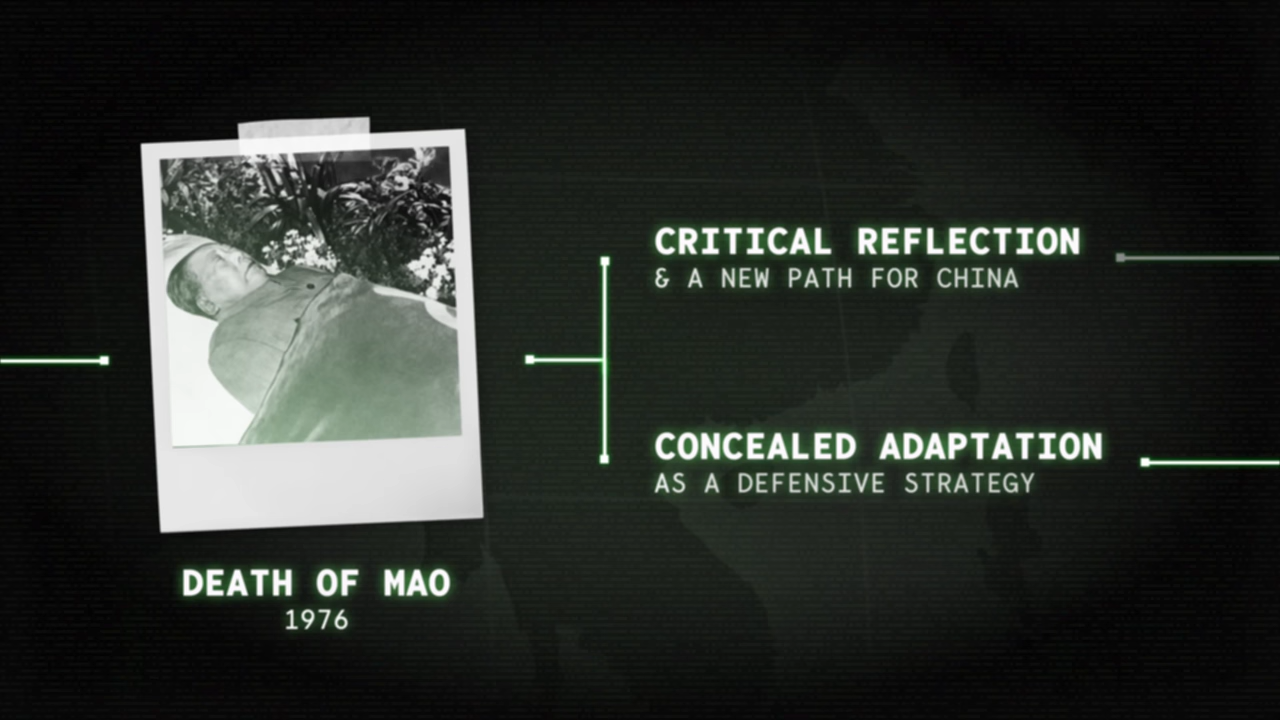 CRITICAL REFLECTION
& A NEW PATH FOR CHINA
CONCEALED ADAPTATION
AS A DEFENSIVE STRATEGY
DEATH OF MAO
1976